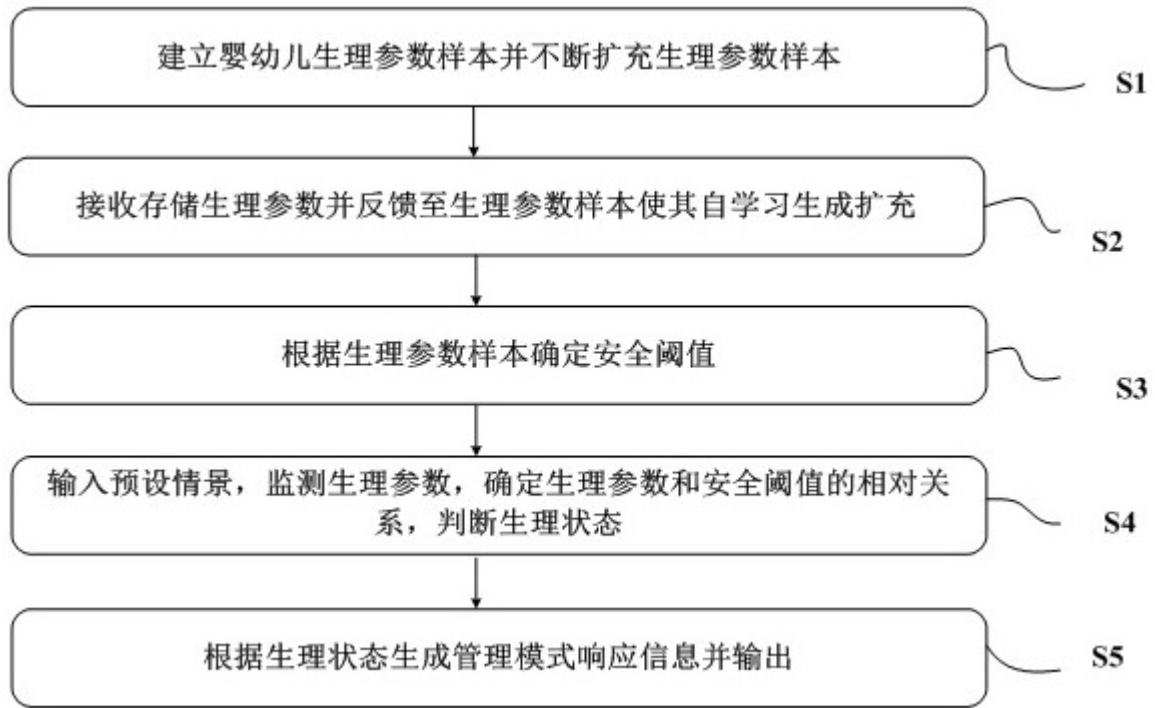 建立婴幼儿生理参数样本并不断扩充生理参数样本
S1
接收存储生理参数并反馈至生理参数样本使其自学习生成扩充
S2
根据生理参数样本确定安全阈值
S3
输入预设情景，监测生理参数，确定生理参数和安全阈值的相对关
系，判断生理状态
S4
根据生理状态生成管理模式响应信息并输出
S5